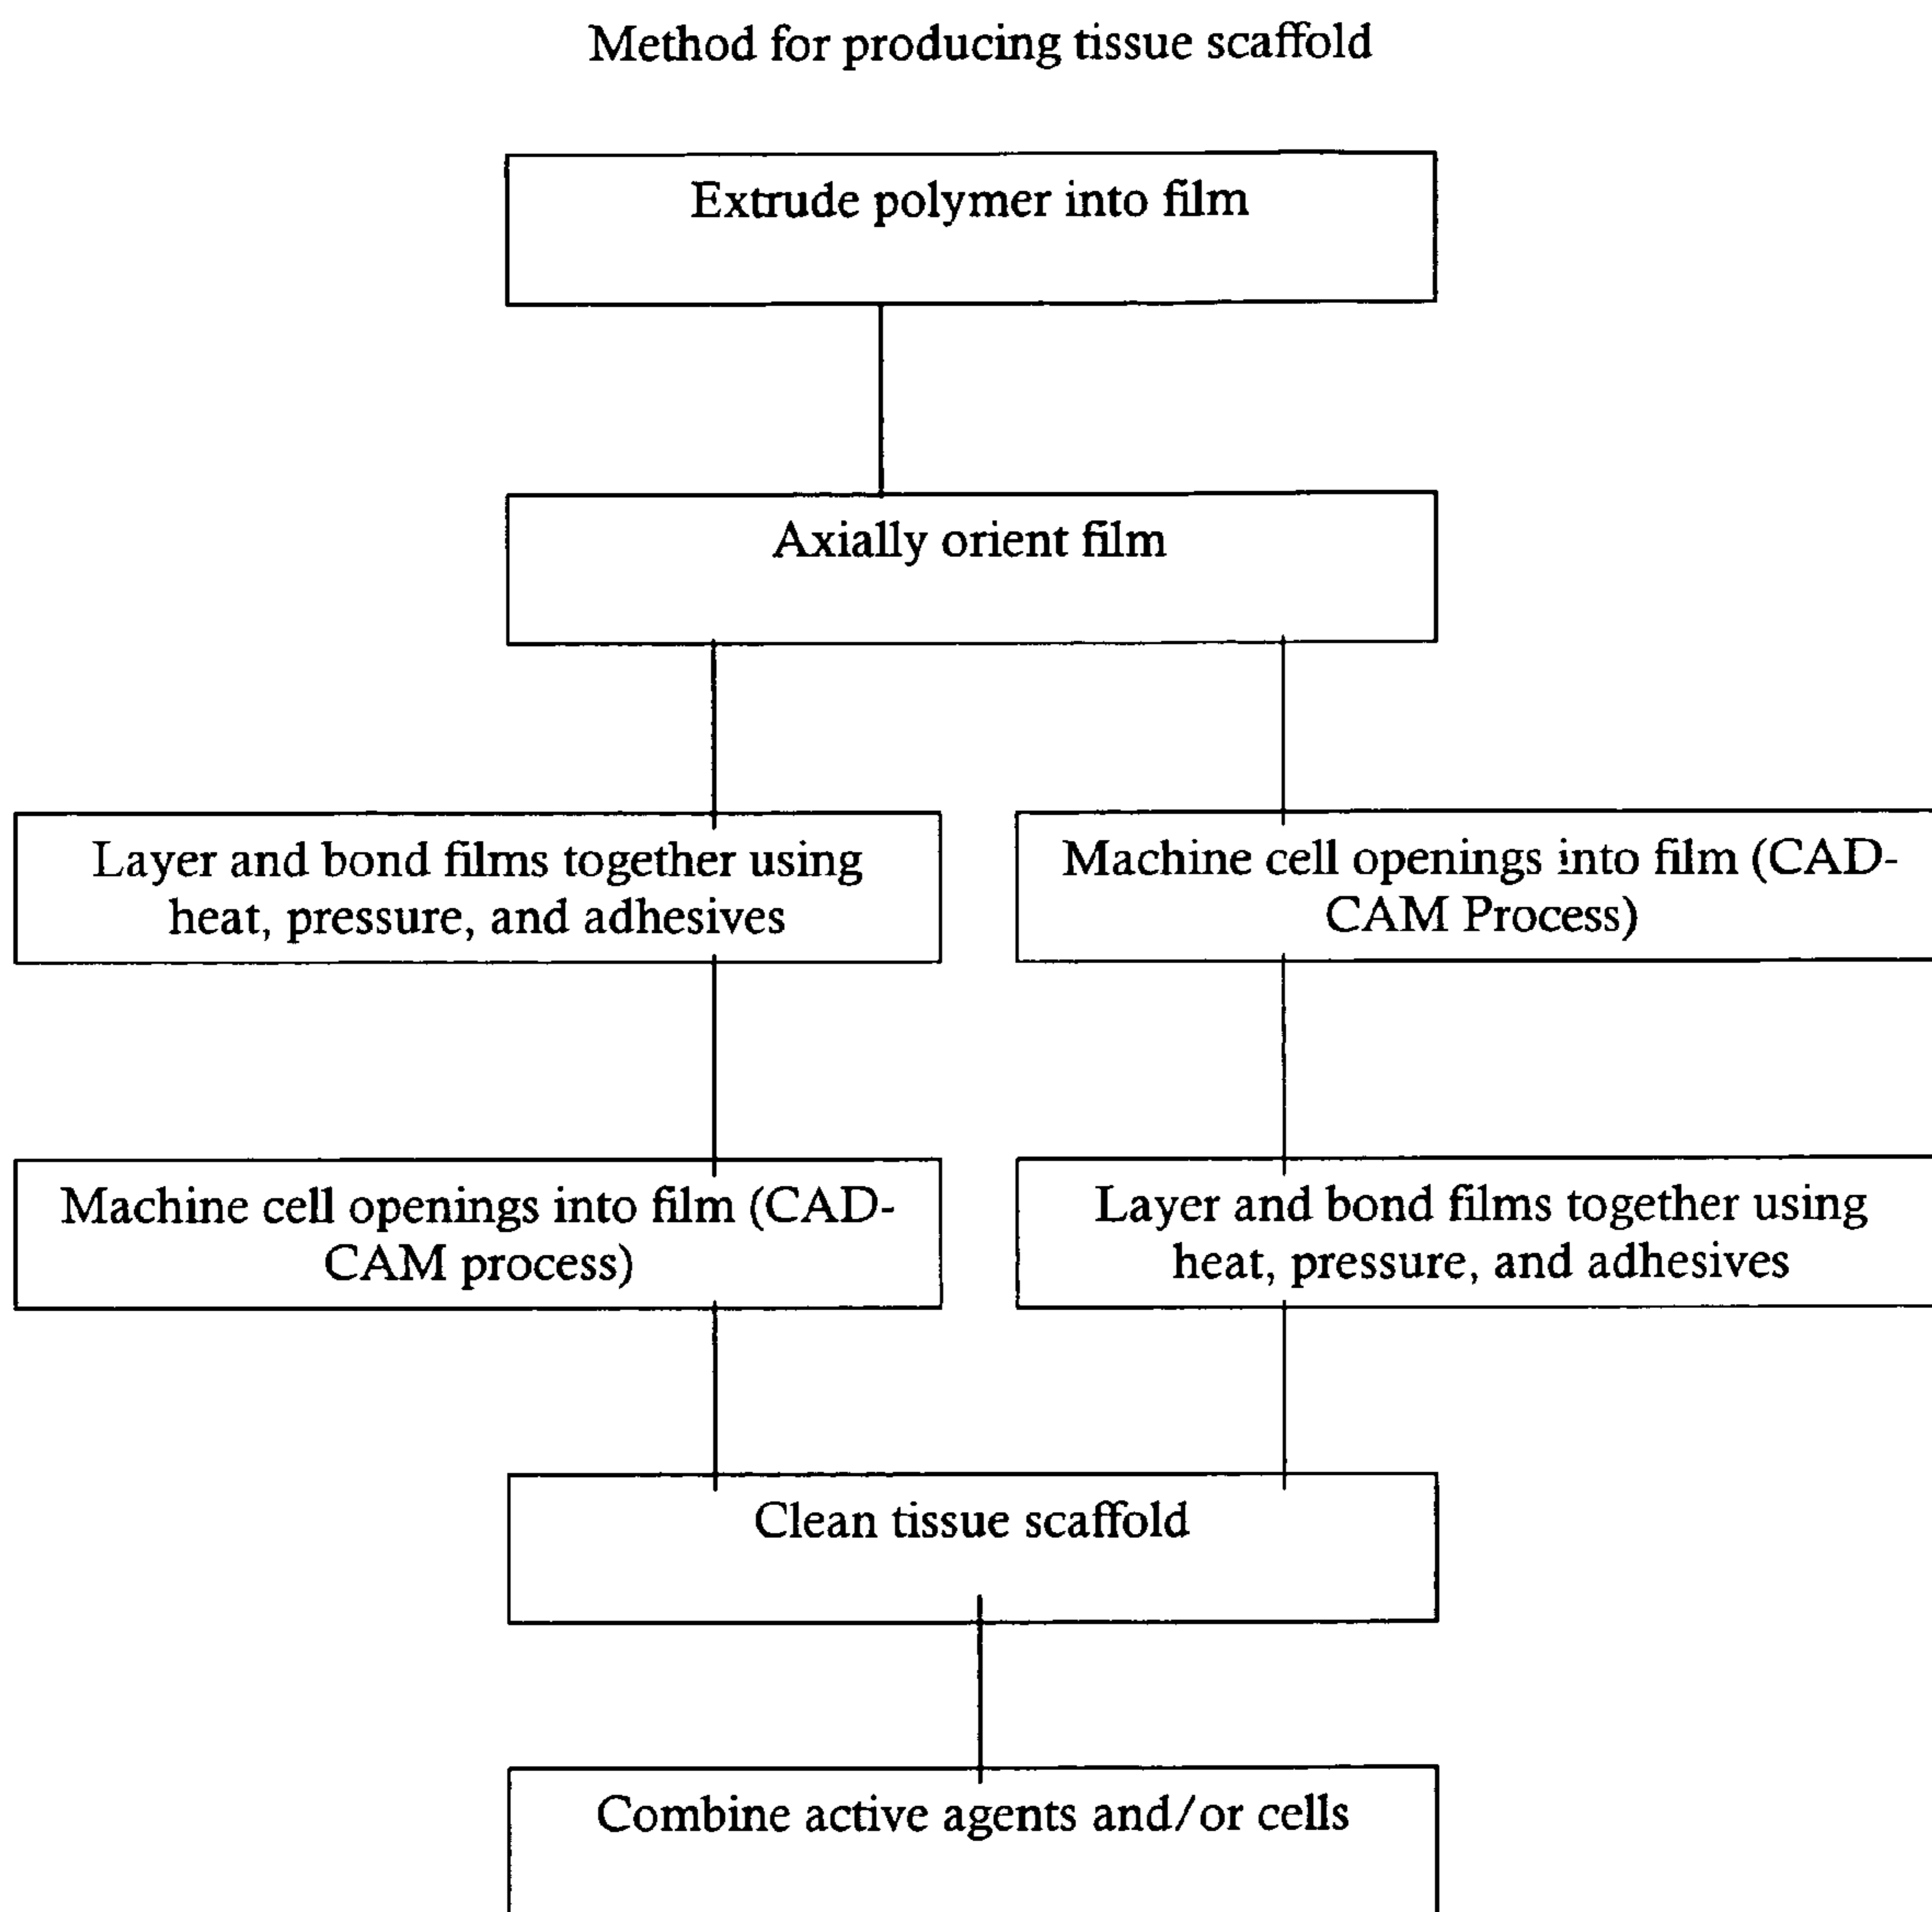 Method for producing tissue scaffold
Extrude polymer into film
Axially orient film
Layer and bond films together using
heat, pressure, and adhesives
Machine cell openings into film (CAD-
CAM Process)
Machine cell openings into film (CAD-
CAM process)
Layer and bond films together using
heat, pressure, and adhesives
Clean tissue scaffold
Combine active agents and/or cells